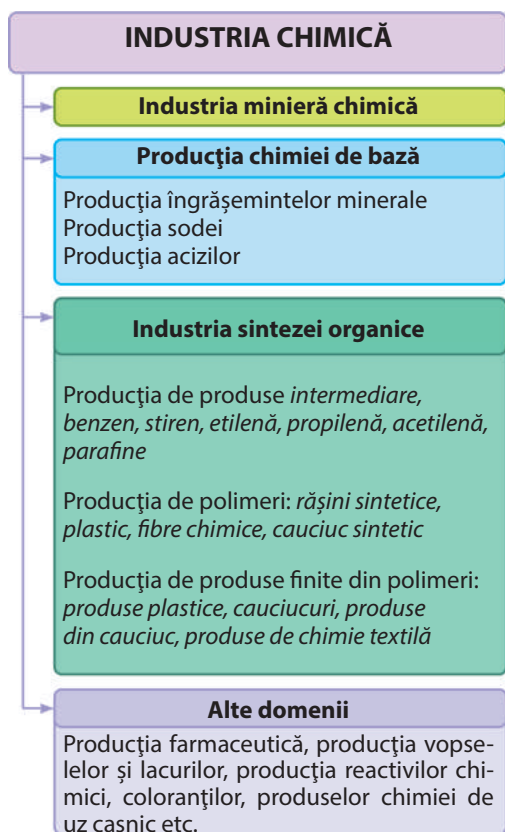 INDUSTRIA CHIMICĂ
Industria minieră chimică
Producţia chimiei de bază
Producţia îngrășemintelor minerale
Producţia sodei
Producţia acizilor
Industria sintezei organice
Producţia de produse intermediare,
benzen, stiren, etilenă, propilenă, acetilenă,
parafine
Producţia de polimeri: rășini sintetice,
plastic, fibre chimice, cauciuc sintetic
Producţia de produse finite din polimeri:
produse plastice, cauciucuri, produse
din cauciuc, produse de chimie textilă
Alte domenii
Producţia farmaceutică, producţia vopse-
lelor și lacurilor, producţia reactivilor chi-
mici, coloranţilor, produselor chimiei de
uz casnic etc.